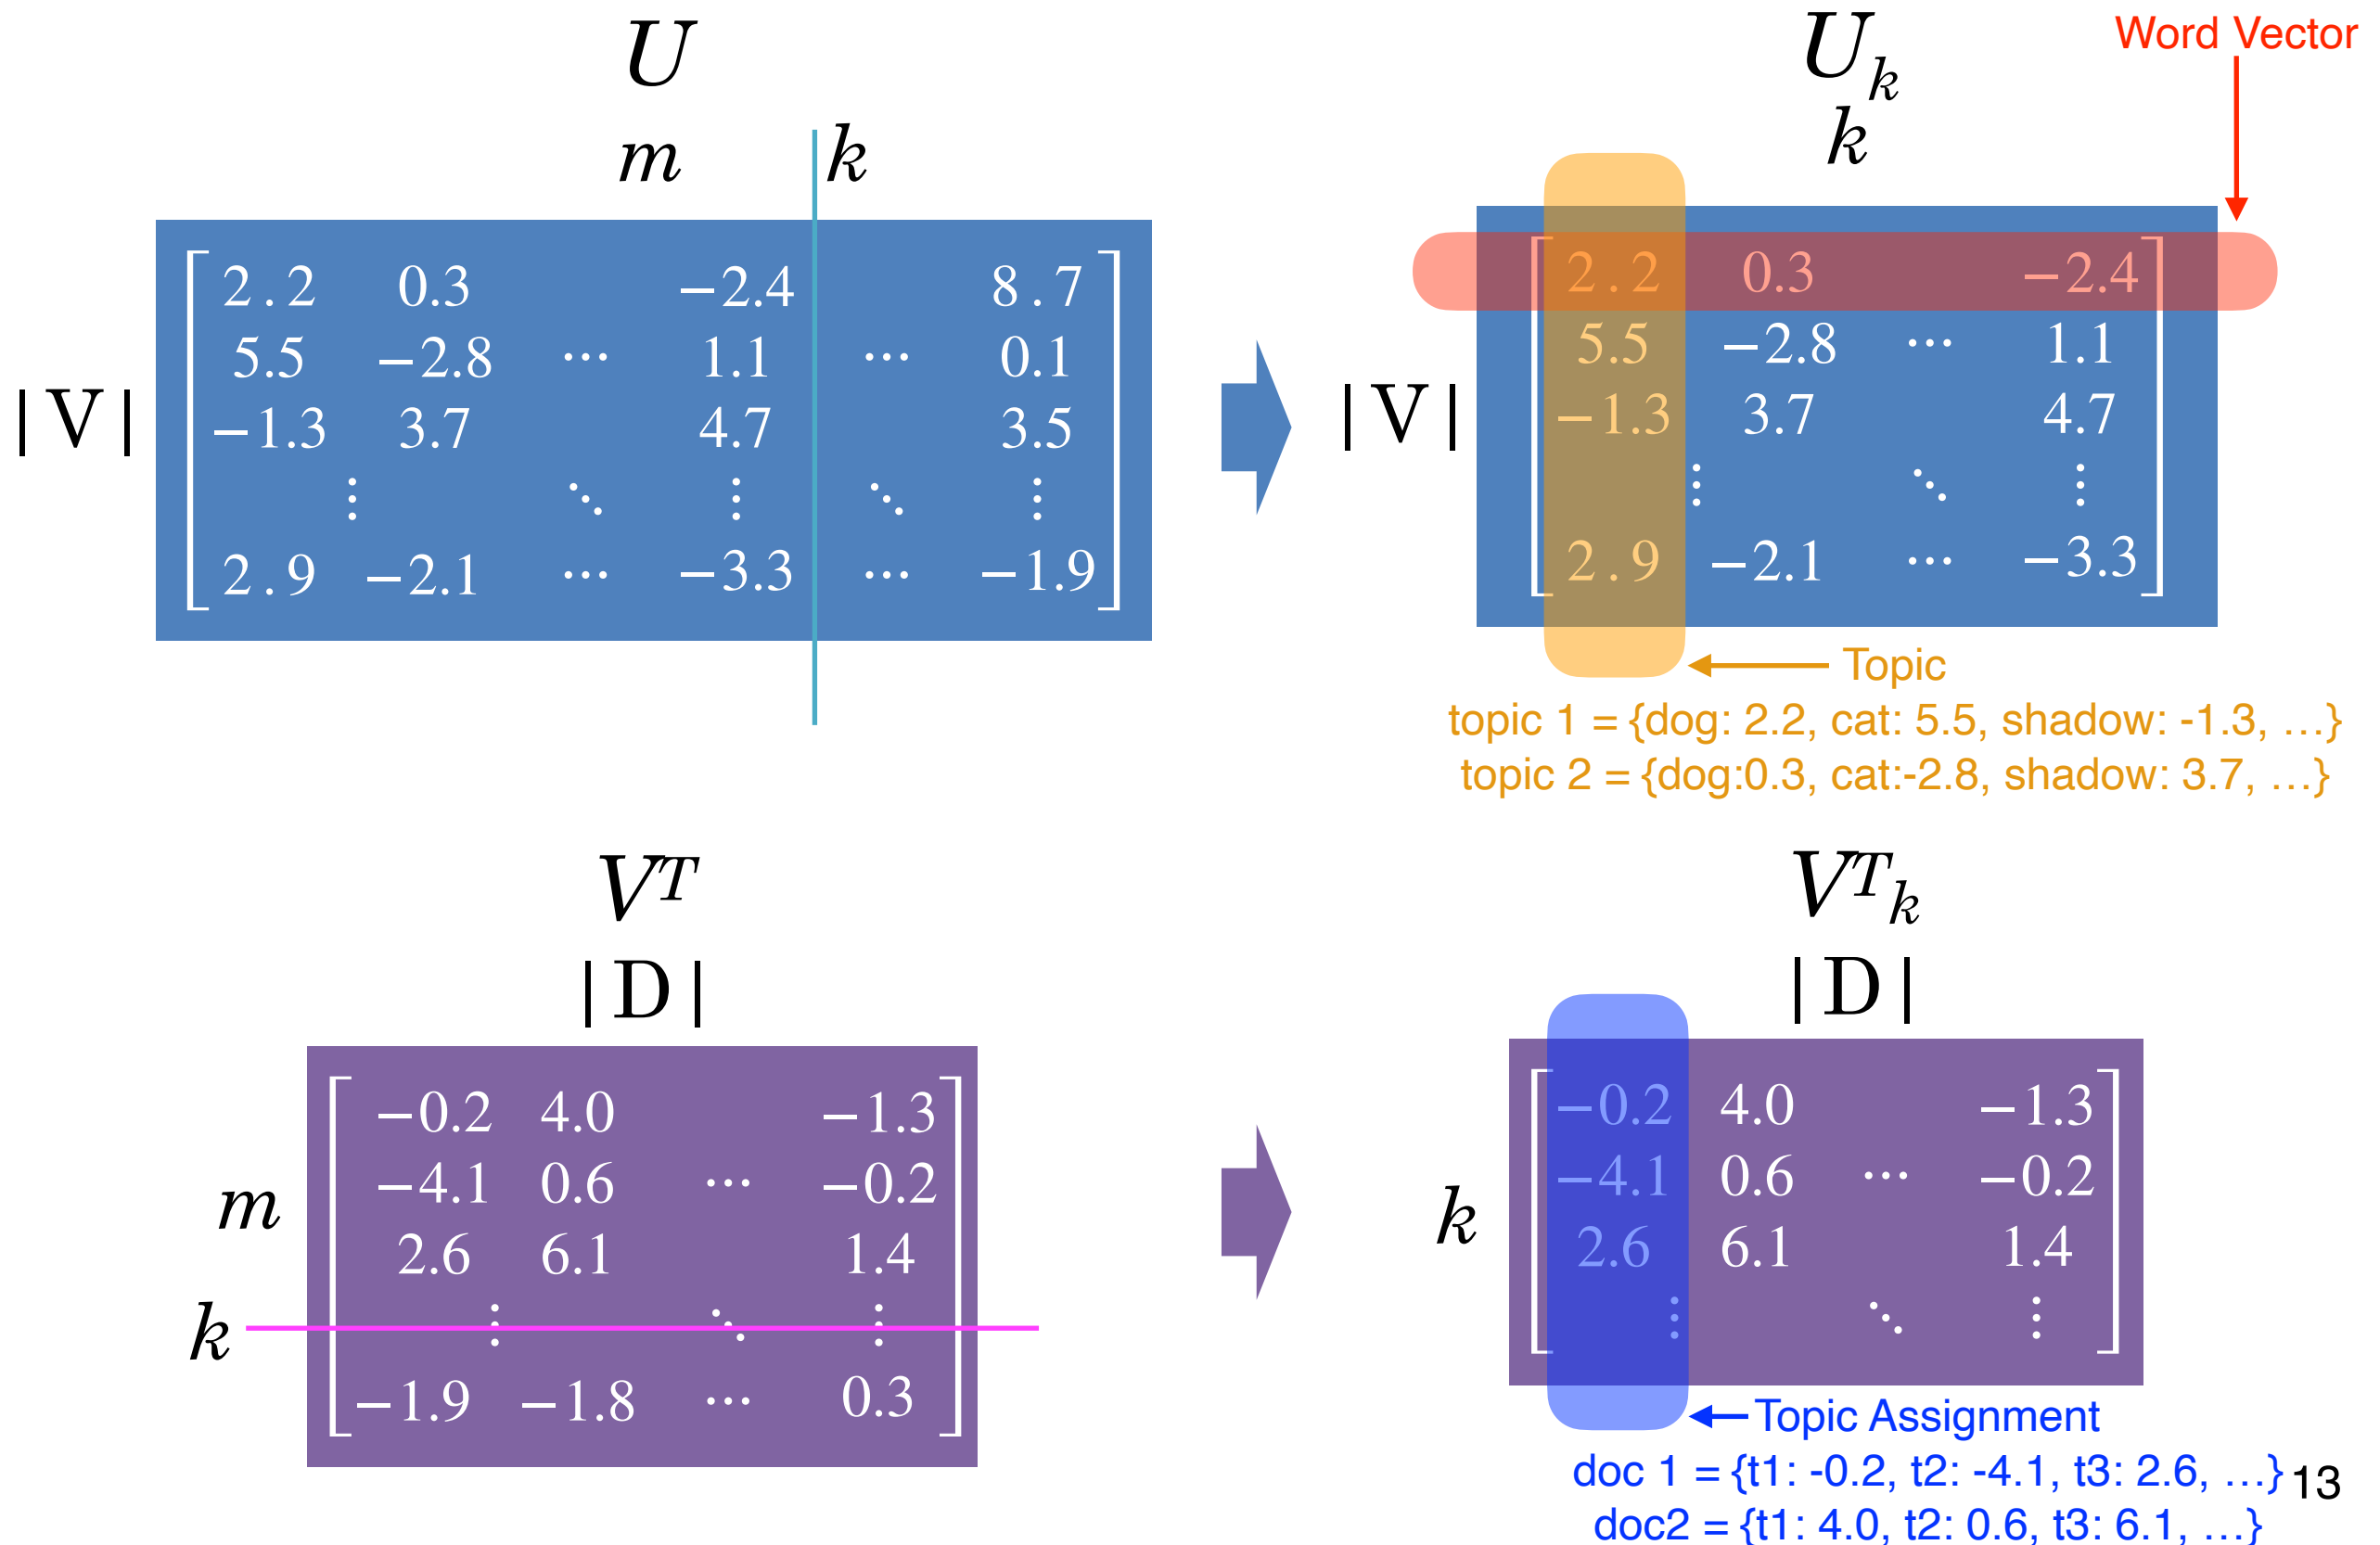 U
m k
|V|
2.2 0.3 −2.4 8.7
5.5 −2.8 ⋯ 1.1 ⋯ 0.1
−1.3 3.7 4.7 3.5
⋮ ⋱ ⋮ ⋱ ⋮
2.9 −2.1 ⋯ −3.3 ⋯ −1.9
Uk
k
Word Vector
|V|
2.2 0.3 −2.4
5.5 −2.8 ⋯ 1.1
−1.3 3.7 4.7
⋮ ⋱ ⋮
2.9 −2.1 ⋯ −3.3
Topic
topic 1 = {dog: 2.2, cat: 5.5, shadow: -1.3, …}
topic 2 = {dog:0.3, cat:-2.8, shadow: 3.7, …}
V^T
|D|
m
k
−0.2 4.0 −1.3
−4.1 0.6 ⋯ −0.2
2.6 6.1 1.4
⋮ ⋱ ⋮
−1.9 −1.8 ⋯ 0.3
V^T k
|D|
k
−0.2 4.0 −1.3
−4.1 0.6 ⋯ −0.2
2.6 6.1 1.4
⋮ ⋱ ⋮
Topic Assignment
doc 1 = {t1: -0.2, t2: -4.1, t3: 2.6, …}
doc2 = {t1: 4.0, t2: 0.6, t3: 6.1, …}
13